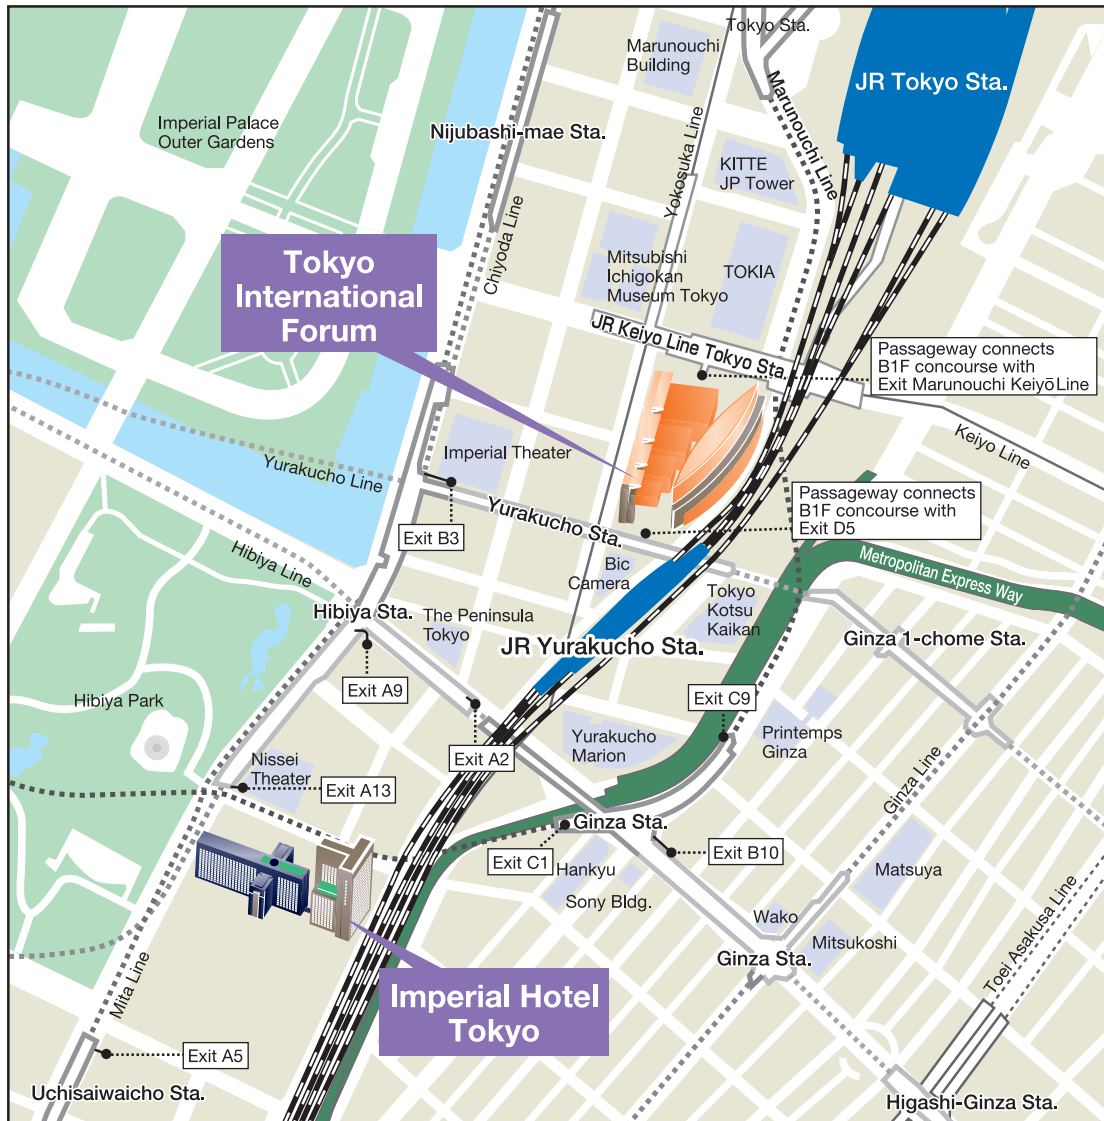 Tokyo Sta.
Marunouchi
Building
JR Tokyo Sta.
Marunouchi Line
Imperial Palace
Outer Gardens
Nijubashi-mae Sta.
Yokosuka Line
KITTE
JP Tower
Chiyoda Line
Tokyo
International
Forum
Mitsubishi
Ichigokan
Museum Tokyo
TOKIA
JR Keiyo Line Tokyo Sta.
Passageway connects
B1F concourse with
Exit Marunouchi Keiyō Line
Keiyo Line
Imperial Theater
Yurakucho Line
Yurakucho Sta.
Passageway connects
B1F concourse with
Exit D5
Exit B3
Hibiya Line
Bic
Camera
Metropolitan Express Way
Tokyo
Kotsu
Kaikan
Hibiya Sta.
The Peninsula
Tokyo
JR Yurakucho Sta.
Ginza 1-chome Sta.
Exit A9
Exit C9
Hibiya Park
Yurakucho
Marion
Printemps
Ginza
Exit A2
Nissei
Theater
Exit A13
Ginza Line
Ginza Sta.
Exit C1
Exit B10
Hankyu
Sony Bldg.
Matsuya
Wako
Mitsukoshi
Ginza Sta.
Toei Asakusa Line
Mita Line
Imperial Hotel
Tokyo
Exit A5
Uchisaiwaicho Sta.
Higashi-Ginza Sta.